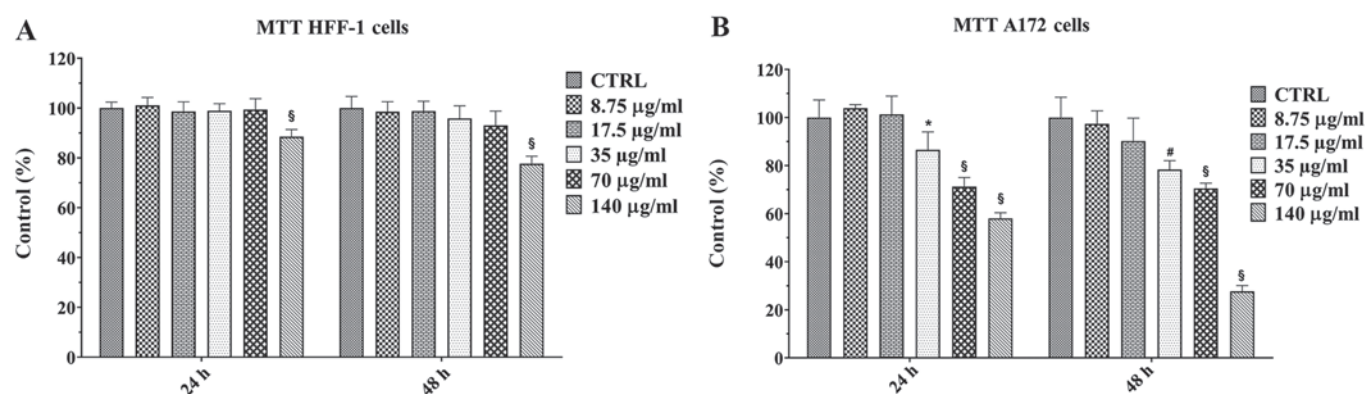 A
MTT HFF-1 cells
Control (%)
120
100
80
60
40
20
0
§
§
24 h
48 h
CTRL
8.75 µg/ml
17.5 µg/ml
35 µg/ml
70 µg/ml
140 µg/ml
B
MTT A172 cells
Control (%)
120
100
80
60
40
20
0
*
§
§
#
§
§
24 h
48 h
CTRL
8.75 µg/ml
17.5 µg/ml
35 µg/ml
70 µg/ml
140 µg/ml